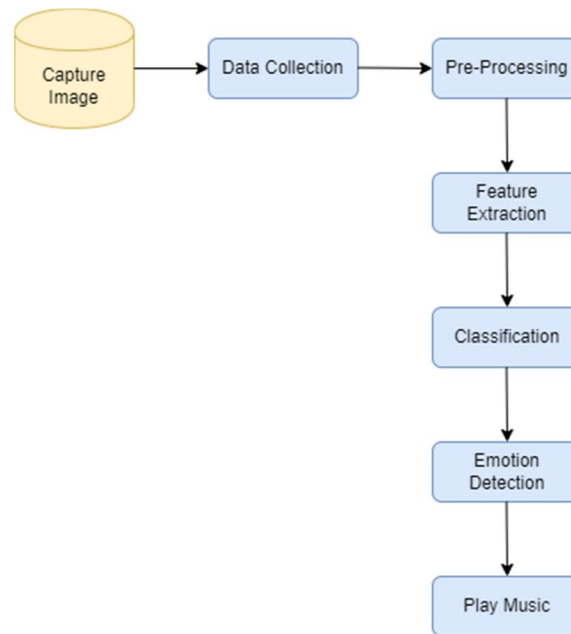 Capture
Image
Data Collection
Pre-Processing
Feature
Extraction
Classification
Emotion
Detection
Play Music